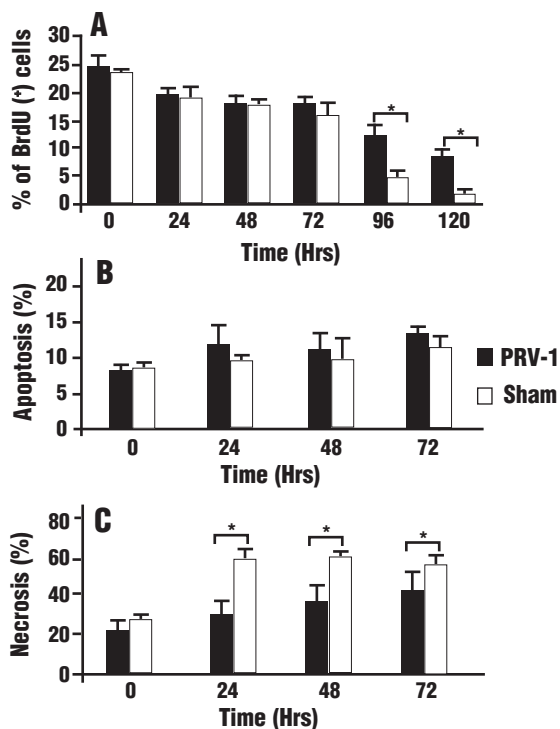 A
% of BrdU (+) cells
30
25
20
15
10
5
0
* *
0 24 48 72 96 120
Time (Hrs)
B
Apoptosis (%)
20
15
10
5
0
0 24 48 72
Time (Hrs)
PRV-1
Sham
C
Necrosis (%)
80
60
40
20
0
* * *
0 24 48 72
Time (Hrs)